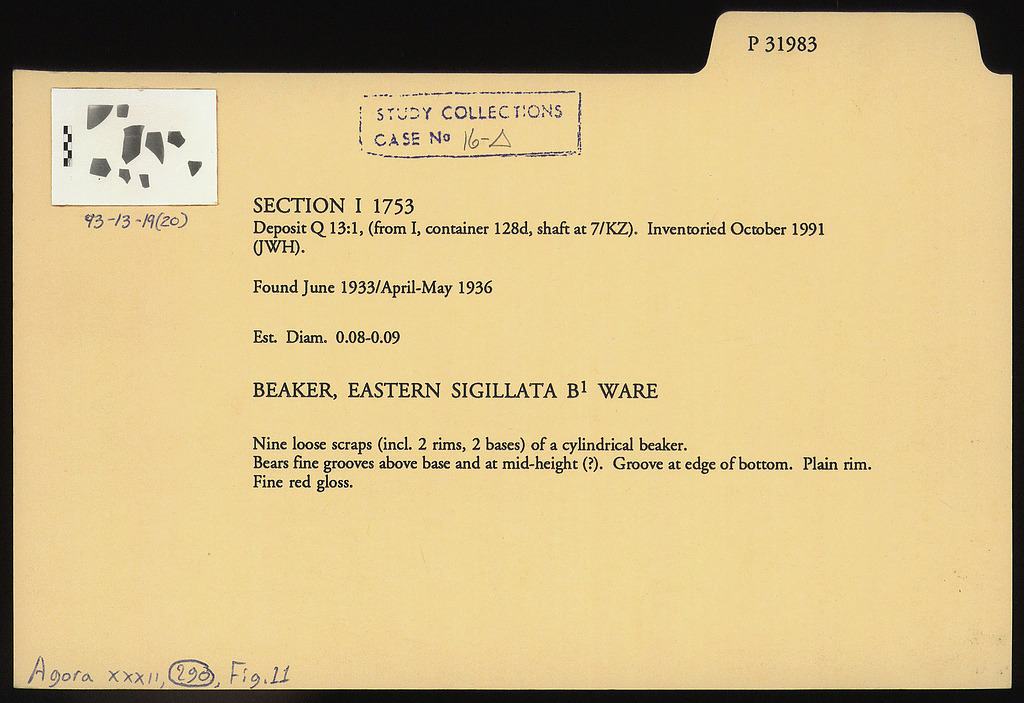 P 31983
STUDY COLLECTIONS
CASE No 16-Δ
93-13-19(20)
SECTION I 1753
Deposit Q 13:1, (from I, container 128d, shaft at 7/KZ). Inventoried October 1991
(JWH).
Found June 1933/April-May 1936
Est. Diam. 0.08-0.09
BEAKER, EASTERN SIGILLATA B¹ WARE
Nine loose scraps (incl. 2 rims, 2 bases) of a cylindrical beaker.
Bears fine grooves above base and at mid-height (?). Groove at edge of bottom. Plain rim.
Fine red gloss.
Agora XXXII, , Fig. 11